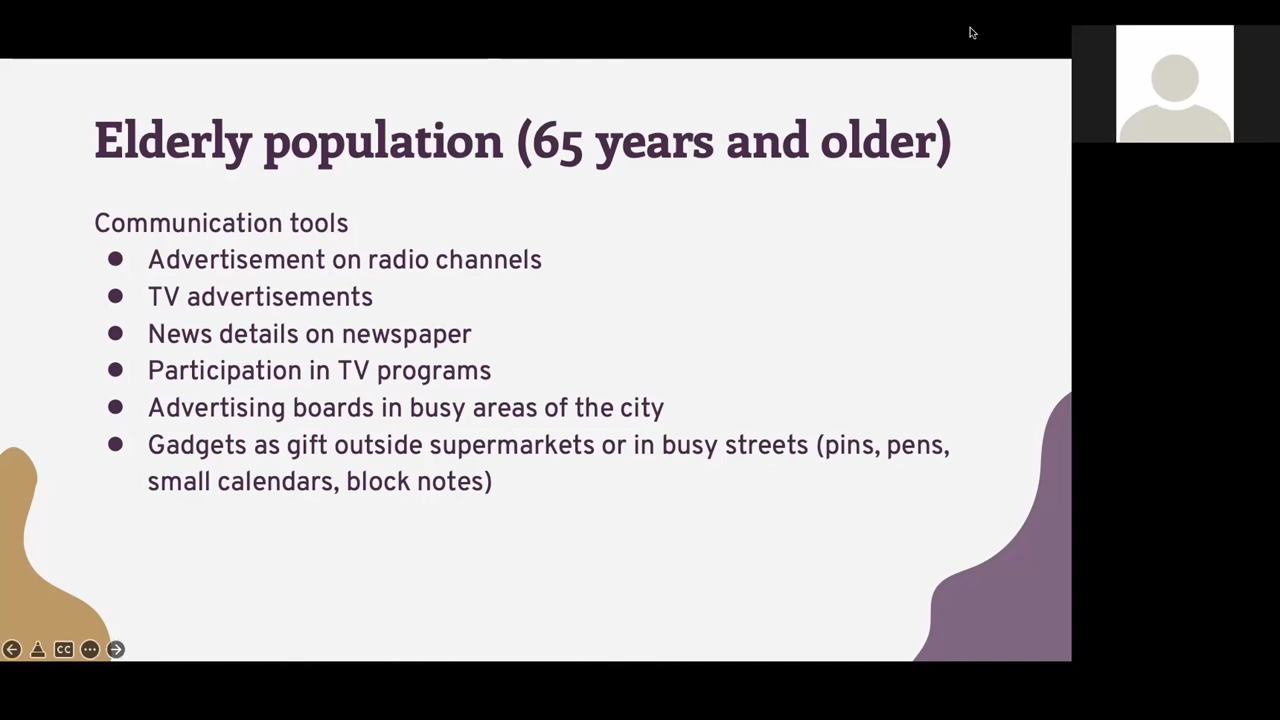 Elderly population (65 years and older)
Communication tools
● Advertisement on radio channels
● TV advertisements
● News details on newspaper
● Participation in TV programs
● Advertising boards in busy areas of the city
● Gadgets as gift outside supermarkets or in busy streets (pins, pens,
small calendars, block notes)
CC